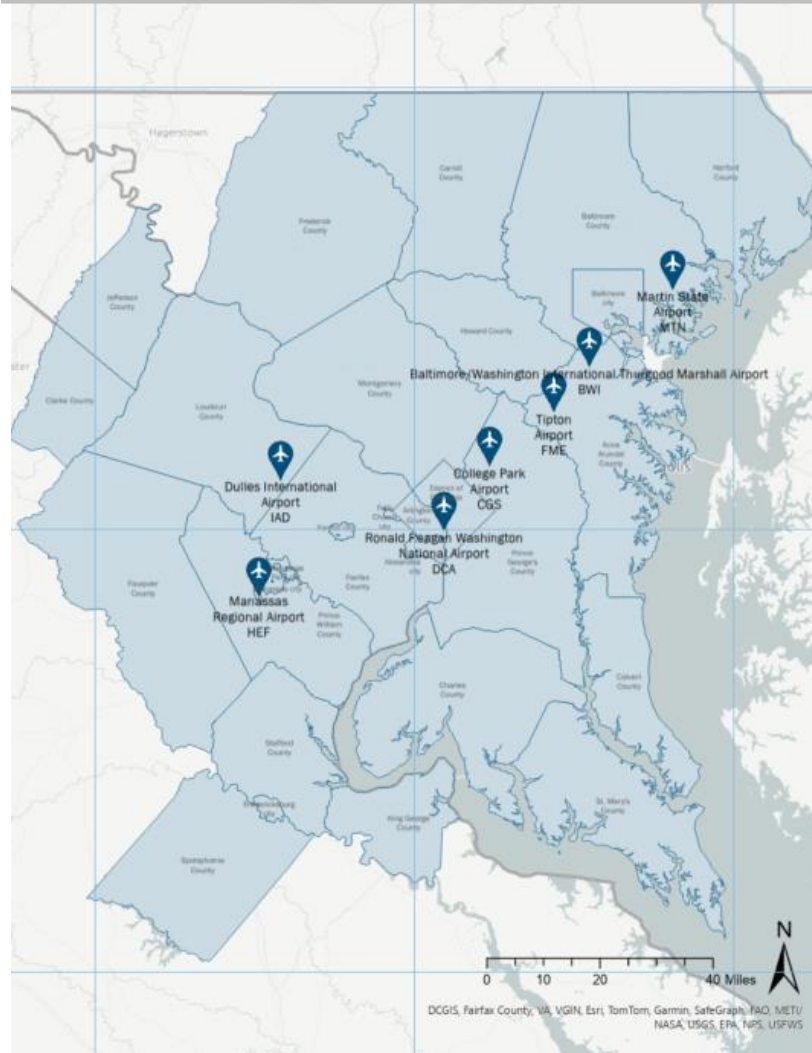 Hagerstown
Carroll
County
Harford
County
Frederick
County
Baltimore
County
Jefferson
County
Baltimore
city
Martin State
Airport
MTN
Howard County
Baltimore/Washington International Thurgood Marshall Airport
BWI
Montgomery
County
Clarke County
Loudoun
County
Tipton
Airport
FME
Anne
Arundel
County
College Park
Airport
CGS
Dulles International
Airport
IAD
District of
Arlington
County
Ronald Reagan Washington
National Airport
DCA
Prince
George's
County
Fairfax
County
Fauquier
County
Manassas
Regional Airport
HEF
Prince
William
County
Charles
County
Calvert
County
Stafford
County
St. Mary's
County
Fredericksburg
city
King George
County
Spotsylvania
County
N
0 20 40 Miles
DCGIS, Fairfax County, VA, VGIN, Esri, TomTom, Garmin, SafeGraph, FAO, METI/
NASA, USGS, EPA, NPS, USFWS